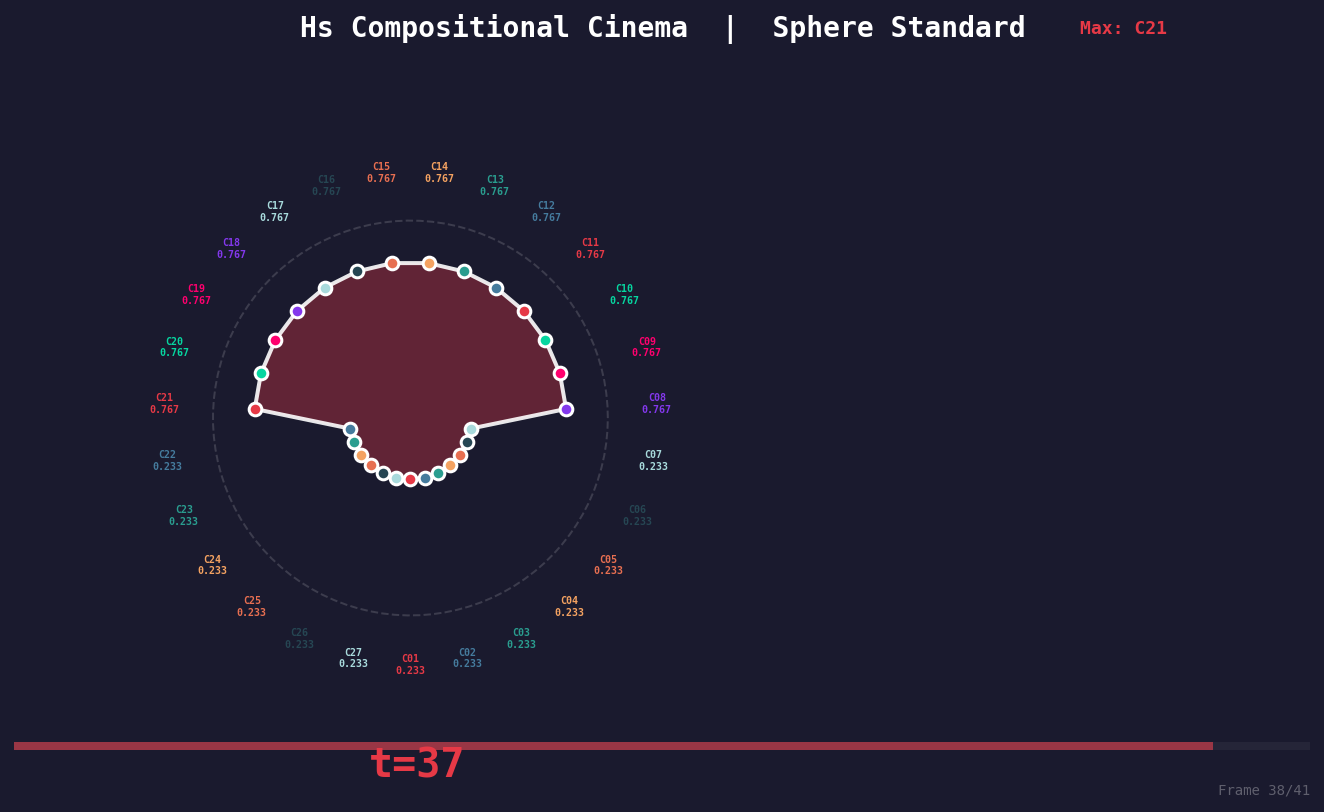 Hs Compositional Cinema | Sphere Standard
Max: C21
C15
0.767
C14
0.767
C16
0.767
C13
0.767
C17
0.767
C12
0.767
C18
0.767
C11
0.767
C19
0.767
C10
0.767
C20
0.767
C09
0.767
C21
0.767
C08
0.767
C22
0.233
C07
0.233
C23
0.233
C06
0.233
C24
0.233
C05
0.233
C25
0.233
C04
0.233
C26
0.233
C03
0.233
C27
0.233
C01
0.233
C02
0.233
t=37
Frame 38/41